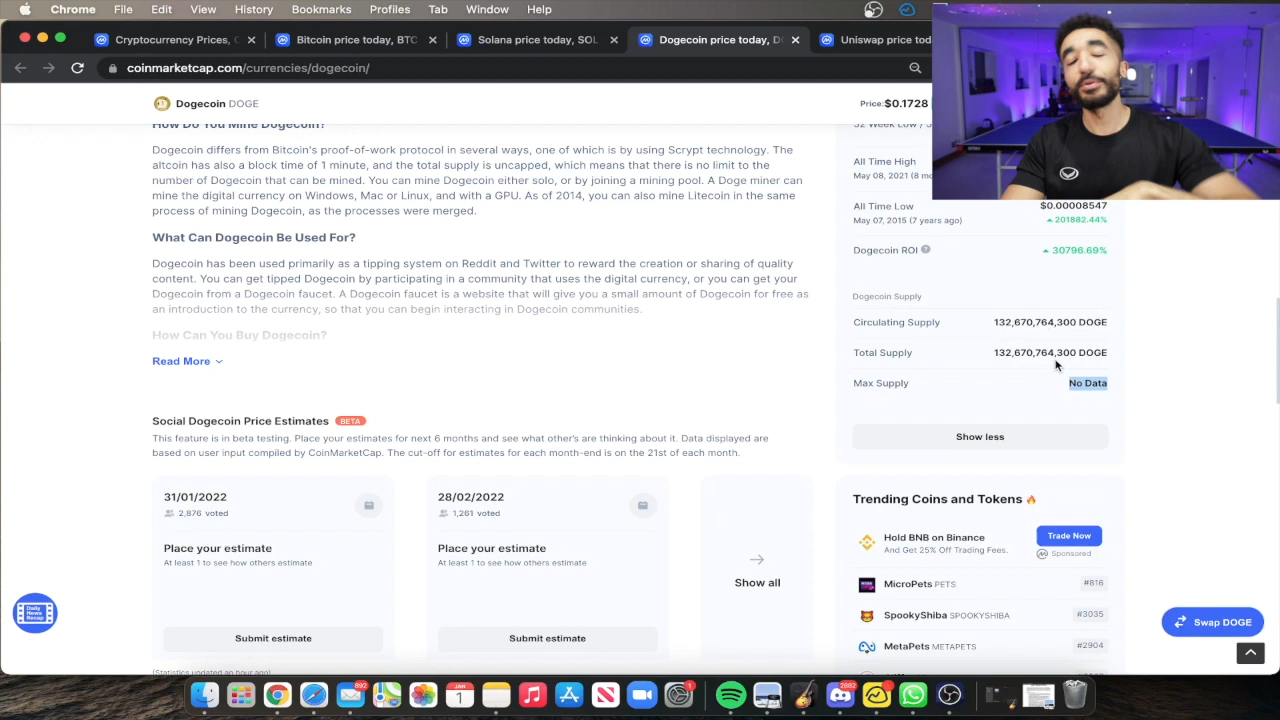 Chrome File Edit View History Bookmarks Profiles Tab Window Help
Cryptocurrency Prices, C
Bitcoin price today, BTC
Solana price today, SOL
Dogecoin price today, D
Uniswap price tod
coinmarketcap.com/currencies/dogecoin/
Dogecoin DOGE
Price:$0.1728
How Do You Mine Dogecoin?
Dogecoin differs from Bitcoin's proof-of-work protocol in several ways, one of which is by using Scrypt technology. The
altcoin has also a block time of 1 minute, and the total supply is uncapped, which means that there is no limit to the
number of Dogecoin that can be mined. You can mine Dogecoin either solo, or by joining a mining pool. A Doge miner can
mine the digital currency on Windows, Mac or Linux, and with a GPU. As of 2014, you can also mine Litecoin in the same
process of mining Dogecoin, as the processes were merged.
What Can Dogecoin Be Used For?
Dogecoin has been used primarily as a tipping system on Reddit and Twitter to reward the creation or sharing of quality
content. You can get tipped Dogecoin by participating in a community that uses the digital currency, or you can get your
Dogecoin from a Dogecoin faucet. A Dogecoin faucet is a website that will give you a small amount of Dogecoin for free as
an introduction to the currency, so that you can begin interacting in Dogecoin communities.
How Can You Buy Dogecoin?
Read More
52 Week Low /
All Time High
May 08, 2021 (8 mo
All Time Low
$0.00008547
May 07, 2015 (7 years ago)
201882.44%
Dogecoin ROI
30796.69%
Dogecoin Supply
Circulating Supply 132,670,764,300 DOGE
Total Supply 132,670,764,300 DOGE
Max Supply No Data
Show less
Social Dogecoin Price Estimates BETA
This feature is in beta testing. Place your estimates for next 6 months and see what other's are thinking about it. Data displayed are
based on user input compiled by CoinMarketCap. The cut-off for estimates for each month-end is on the 21st of each month.
31/01/2022
2,876 voted
Place your estimate
At least 1 to see how others estimate
Submit estimate
28/02/2022
1,261 voted
Place your estimate
At least 1 to see how others estimate
Submit estimate
Show all
(Statistics updated an hour ago)
Trending Coins and Tokens
Hold BNB on Binance
And Get 25% Off Trading Fees.
Trade Now
Sponsored
MicroPets PETS #816
SpookyShiba SPOOKYSHIBA #3035
MetaPets METAPETS #2904
Daily
News
Recap
Swap DOGE
892
JAN
1
1
2882